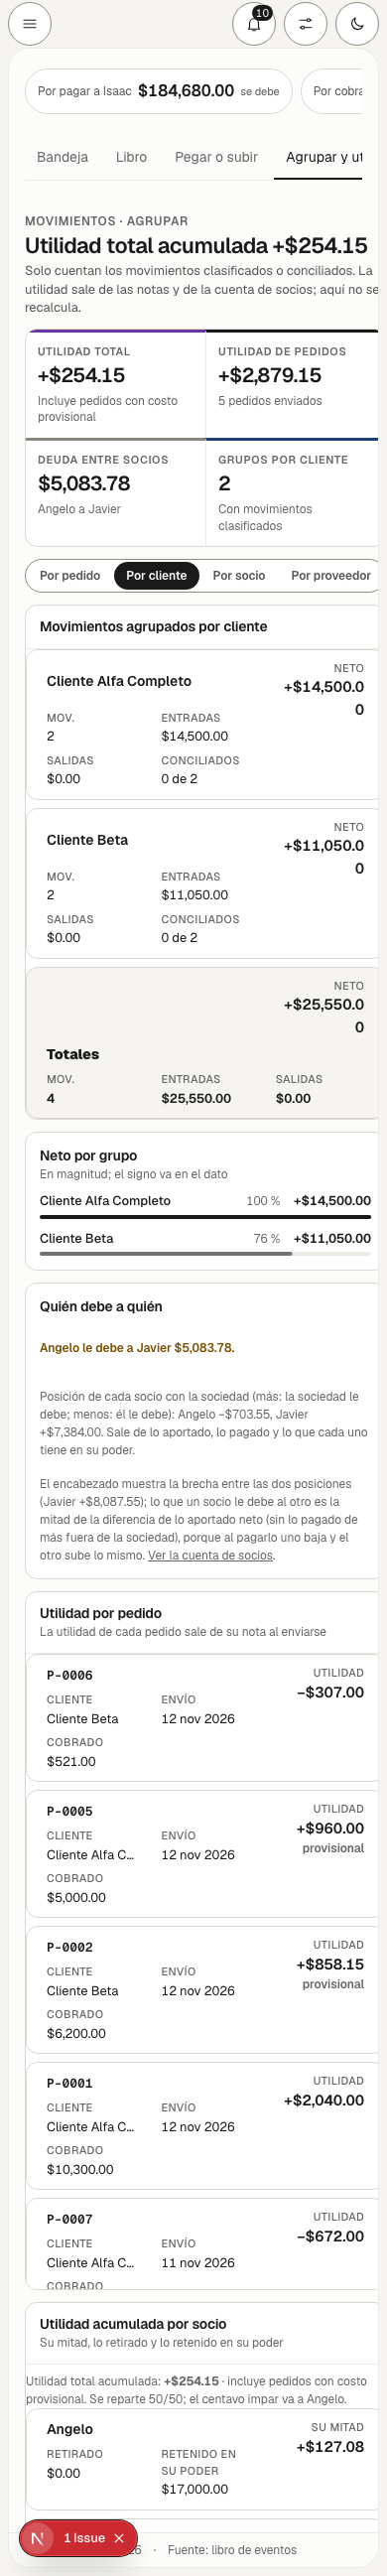 10
Por pagar a Isaac $184,680.00 se debe
Por cobra
Bandeja Libro Pegar o subir Agrupar y ut
MOVIMIENTOS · AGRUPAR
Utilidad total acumulada +$254.15
Solo cuentan los movimientos clasificados o conciliados. La
utilidad sale de las notas y de la cuenta de socios; aquí no se
recalcula.
UTILIDAD TOTAL
+$254.15
Incluye pedidos con costo
provisional
UTILIDAD DE PEDIDOS
+$2,879.15
5 pedidos enviados
DEUDA ENTRE SOCIOS
$5,083.78
Angelo a Javier
GRUPOS POR CLIENTE
2
Con movimientos
clasificados
Por pedido Por cliente Por socio Por proveedor
Movimientos agrupados por cliente
Cliente Alfa Completo
NETO
+$14,500.0
0
MOV. ENTRADAS
2 $14,500.00
SALIDAS CONCILIADOS
$0.00 0 de 2
Cliente Beta
NETO
+$11,050.0
0
MOV. ENTRADAS
2 $11,050.00
SALIDAS CONCILIADOS
$0.00 0 de 2
NETO
+$25,550.0
0
Totales
MOV. ENTRADAS SALIDAS
4 $25,550.00 $0.00
Neto por grupo
En magnitud; el signo va en el dato
Cliente Alfa Completo 100 % +$14,500.00
Cliente Beta 76 % +$11,050.00
Quién debe a quién
Angelo le debe a Javier $5,083.78.
Posición de cada socio con la sociedad (más: la sociedad le
debe; menos: él le debe): Angelo −$703.55, Javier
+$7,384.00. Sale de lo aportado, lo pagado y lo que cada uno
tiene en su poder.
El encabezado muestra la brecha entre las dos posiciones
(Javier +$8,087.55); lo que un socio le debe al otro es la
mitad de la diferencia de lo aportado neto (sin lo pagado de
más fuera de la sociedad), porque al pagarlo uno baja y el
otro sube lo mismo. Ver la cuenta de socios.
Utilidad por pedido
La utilidad de cada pedido sale de su nota al enviarse
P-0006
UTILIDAD
−$307.00
CLIENTE ENVÍO
Cliente Beta 12 nov 2026
COBRADO
$521.00
P-0005
UTILIDAD
+$960.00
provisional
CLIENTE ENVÍO
Cliente Alfa C… 12 nov 2026
COBRADO
$5,000.00
P-0002
UTILIDAD
+$858.15
provisional
CLIENTE ENVÍO
Cliente Beta 12 nov 2026
COBRADO
$6,200.00
P-0001
UTILIDAD
+$2,040.00
CLIENTE ENVÍO
Cliente Alfa C… 12 nov 2026
COBRADO
$10,300.00
P-0007
UTILIDAD
−$672.00
CLIENTE ENVÍO
Cliente Alfa C… 11 nov 2026
COBRADO
Utilidad acumulada por socio
Su mitad, lo retirado y lo retenido en su poder
Utilidad total acumulada: +$254.15 · incluye pedidos con costo
provisional. Se reparte 50/50; el centavo impar va a Angelo.
Angelo
SU MITAD
+$127.08
RETIRADO RETENIDO EN
SU PODER
$0.00 $17,000.00
N 1 Issue
26 · Fuente: libro de eventos